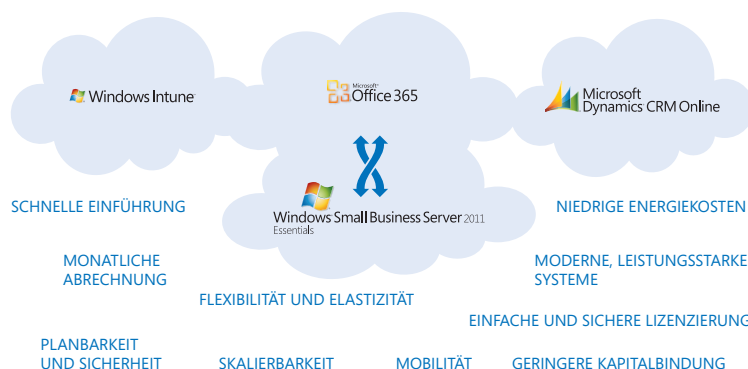 Windows Intune
Microsoft®
Office 365
Microsoft
Dynamics CRM Online
Windows Small Business Server 2011
Essentials
SCHNELLE EINFÜHRUNG
NIEDRIGE ENERGIEKOSTEN
MONATLICHE
ABRECHNUNG
MODERNE, LEISTUNGSSTARKE
SYSTEME
FLEXIBILITÄT UND ELASTIZITÄT
EINFACHE UND SICHERE LIZENZIERUNG
PLANBARKEIT
UND SICHERHEIT
SKALIERBARKEIT
MOBILITÄT
GERINGERE KAPITALBINDUNG